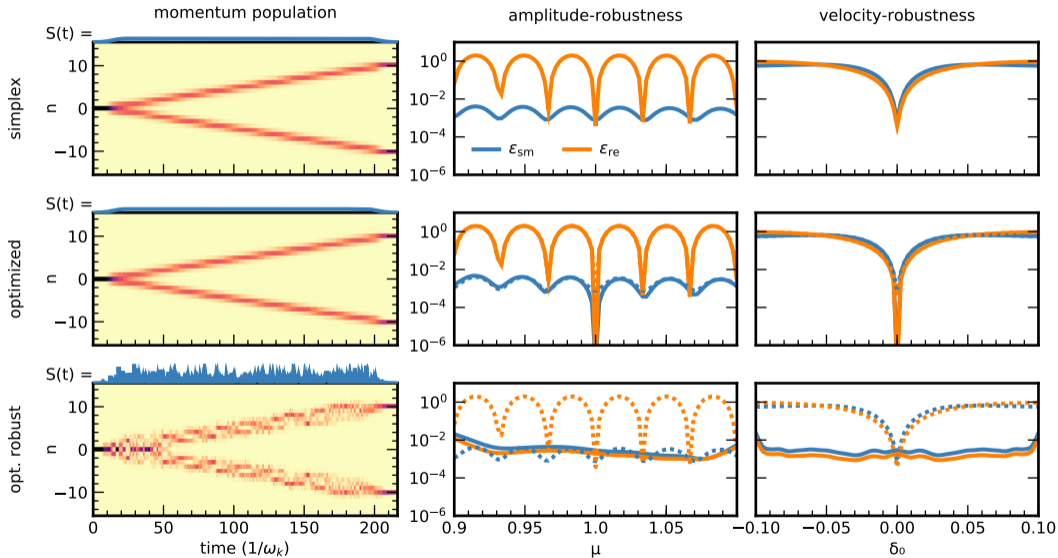 momentum population amplitude-robustness velocity-robustness
S(t) =
simplex
n
10
0
−10
10⁰
10⁻²
10⁻⁴
10⁻⁶
ε_sm ε_re
S(t) =
optimized
n
10
0
−10
10⁰
10⁻²
10⁻⁴
10⁻⁶
S(t) =
opt. robust
n
10
0
−10
10⁰
10⁻²
10⁻⁴
10⁻⁶
0 50 100 150 200
time (1/ω_k)
0.9 0.95 1.0 1.05
μ
−0.10 −0.05 0.00 0.05 0.10
δ₀